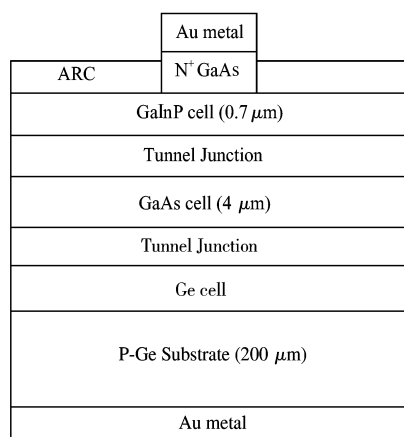 Au metal
ARC
N⁺GaAs
GaInP cell (0.7 μm)
Tunnel Junction
GaAs cell (4 μm)
Tunnel Junction
Ge cell
P-Ge Substrate (200 μm)
Au metal